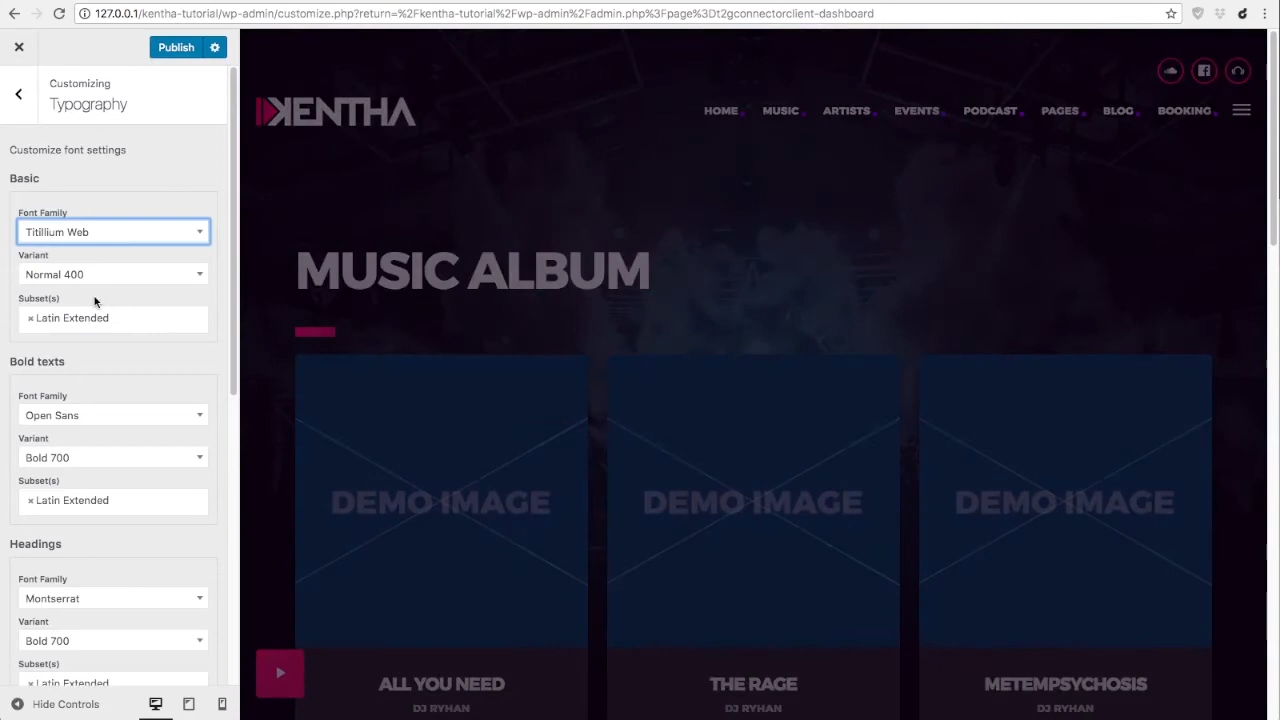 127.0.0.1/kentha-tutorial/wp-admin/customize.php?return=%2Fkentha-tutorial%2Fwp-admin%2Fadmin.php%3Fpage%3Dt2gconnectorclient-dashboard
Publish
Customizing
Typography
Customize font settings
Basic
Font Family
Titillium Web
Variant
Normal 400
Subset(s)
× Latin Extended
Bold texts
Font Family
Open Sans
Variant
Bold 700
Subset(s)
× Latin Extended
Headings
Font Family
Montserrat
Variant
Bold 700
Subset(s)
× Latin Extended
Hide Controls
KENTHA
HOME MUSIC ARTISTS EVENTS PODCAST PAGES BLOG BOOKING
MUSIC ALBUM
DEMO IMAGE DEMO IMAGE DEMO IMAGE
ALL YOU NEED THE RAGE METEMPSYCHOSIS
DJ RYHAN DJ RYHAN DJ RYHAN